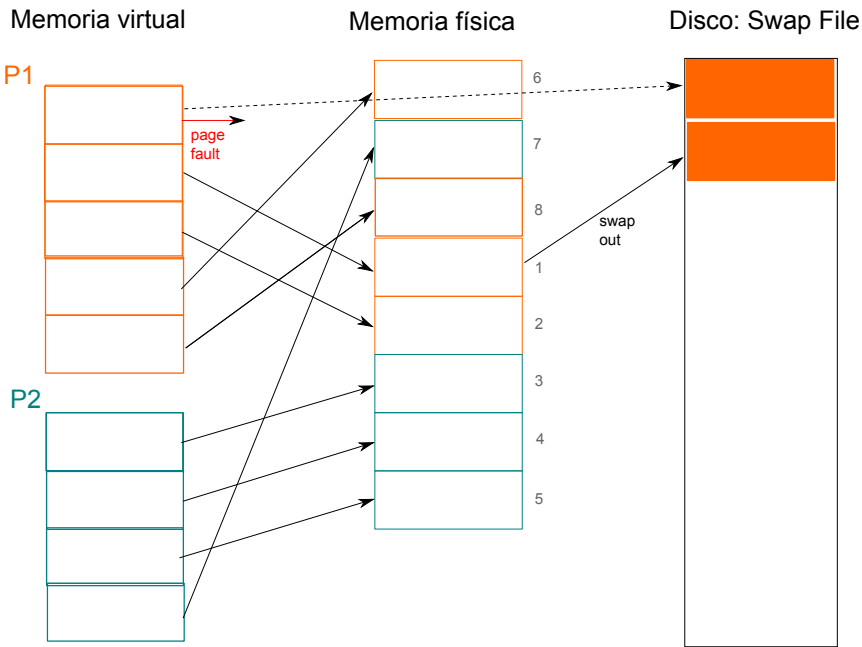 Memoria virtual
Memoria física
Disco: Swap File
P1
page
fault
P2
6
7
8
1
2
3
4
5
swap
out